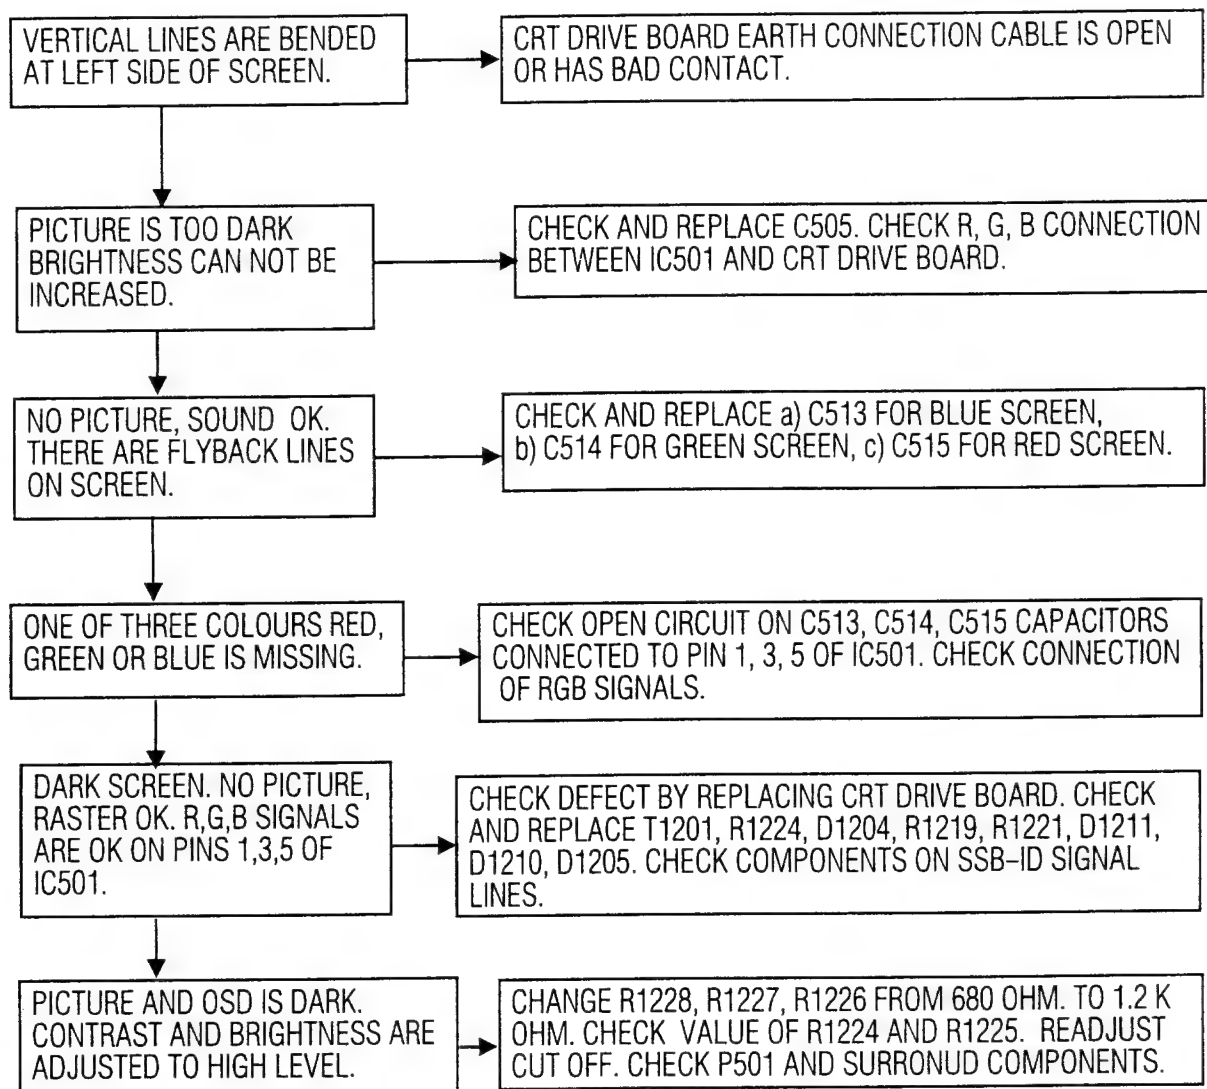 VERTICAL LINES ARE BENDED
AT LEFT SIDE OF SCREEN.
CRT DRIVE BOARD EARTH CONNECTION CABLE IS OPEN
OR HAS BAD CONTACT.
PICTURE IS TOO DARK
BRIGHTNESS CAN NOT BE
INCREASED.
CHECK AND REPLACE C505. CHECK R, G, B CONNECTION
BETWEEN IC501 AND CRT DRIVE BOARD.
NO PICTURE, SOUND OK.
THERE ARE FLYBACK LINES
ON SCREEN.
CHECK AND REPLACE a) C513 FOR BLUE SCREEN,
b) C514 FOR GREEN SCREEN, c) C515 FOR RED SCREEN.
ONE OF THREE COLOURS RED,
GREEN OR BLUE IS MISSING.
CHECK OPEN CIRCUIT ON C513, C514, C515 CAPACITORS
CONNECTED TO PIN 1, 3, 5 OF IC501. CHECK CONNECTION
OF RGB SIGNALS.
DARK SCREEN. NO PICTURE,
RASTER OK. R,G,B SIGNALS
ARE OK ON PINS 1,3,5 OF
IC501.
CHECK DEFECT BY REPLACING CRT DRIVE BOARD. CHECK
AND REPLACE T1201, R1224, D1204, R1219, R1221, D1211,
D1210, D1205. CHECK COMPONENTS ON SSB-ID SIGNAL
LINES.
PICTURE AND OSD IS DARK.
CONTRAST AND BRIGHTNESS ARE
ADJUSTED TO HIGH LEVEL.
CHANGE R1228, R1227, R1226 FROM 680 OHM. TO 1.2 K
OHM. CHECK VALUE OF R1224 AND R1225. READJUST
CUT OFF. CHECK P501 AND SURRONUD COMPONENTS.